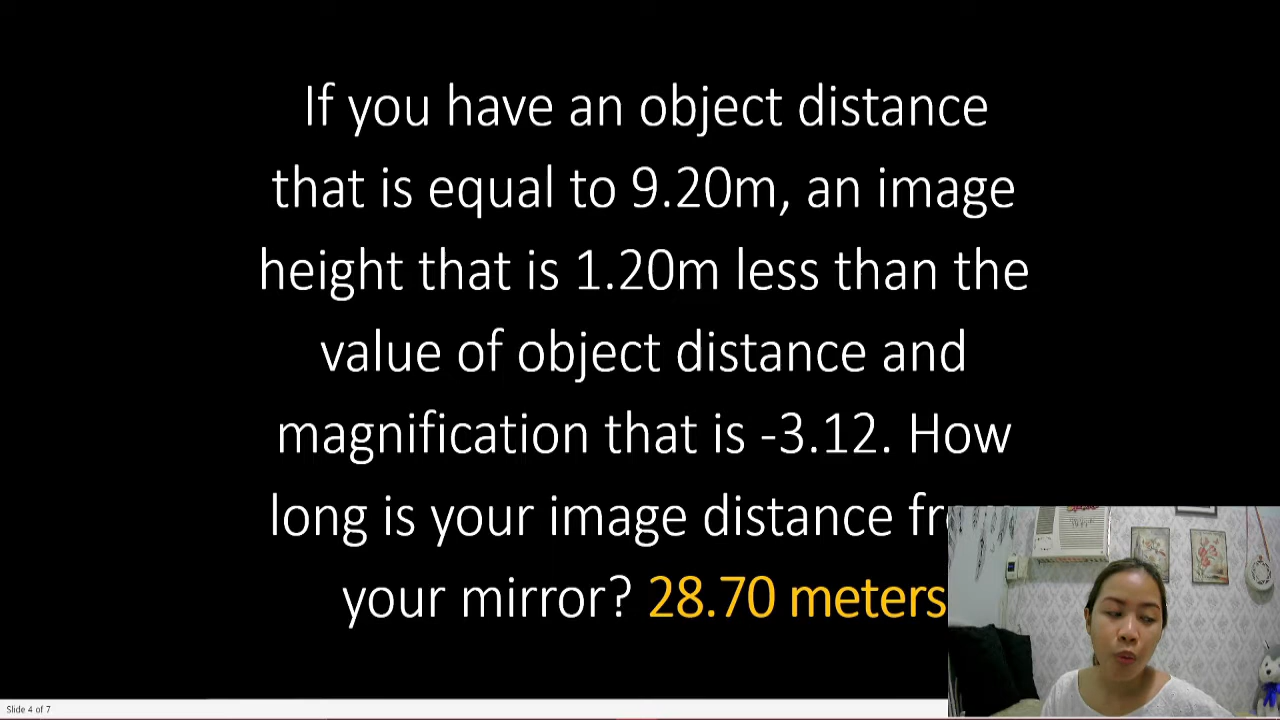 If you have an object distance
that is equal to 9.20m, an image
height that is 1.20m less than the
value of object distance and
magnification that is -3.12. How
long is your image distance
your mirror? 28.70 meters
Slide 4 of 7